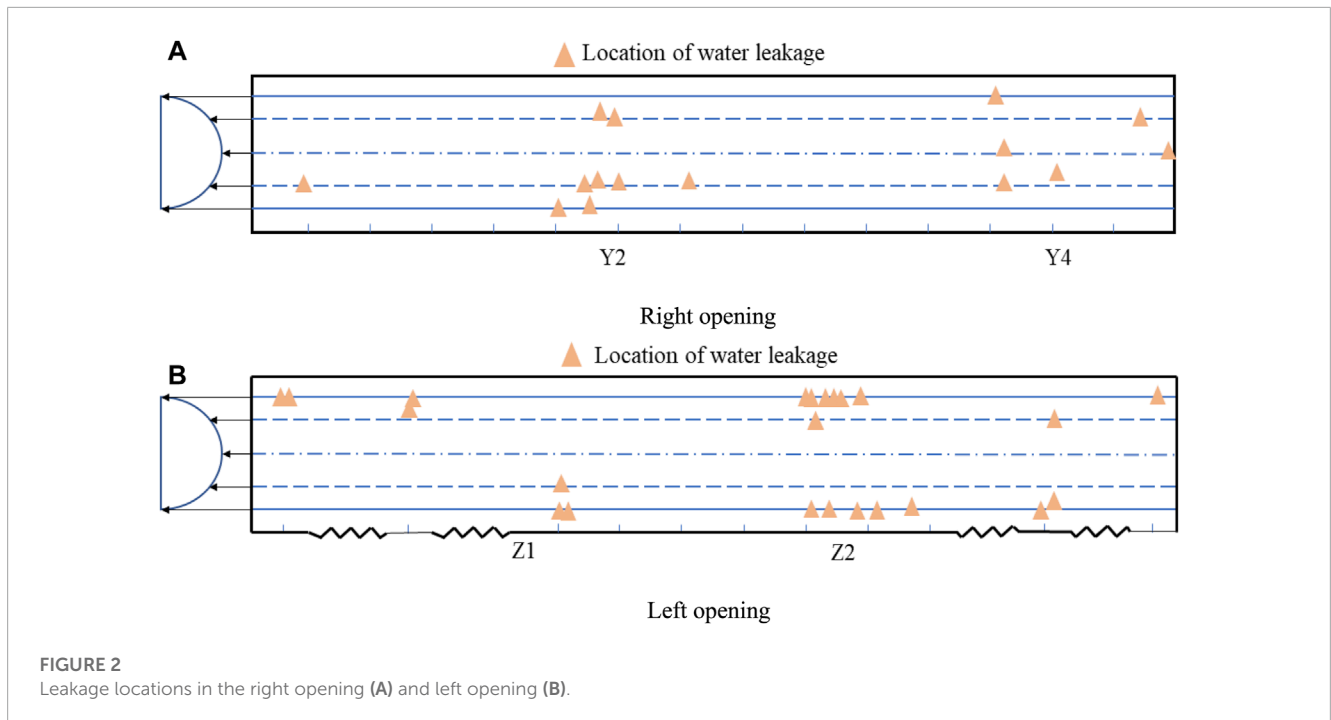 A
Location of water leakage
Y2 Y4
Right opening
Location of water leakage
B
Z1 Z2
Left opening
FIGURE 2
Leakage locations in the right opening (A) and left opening (B).